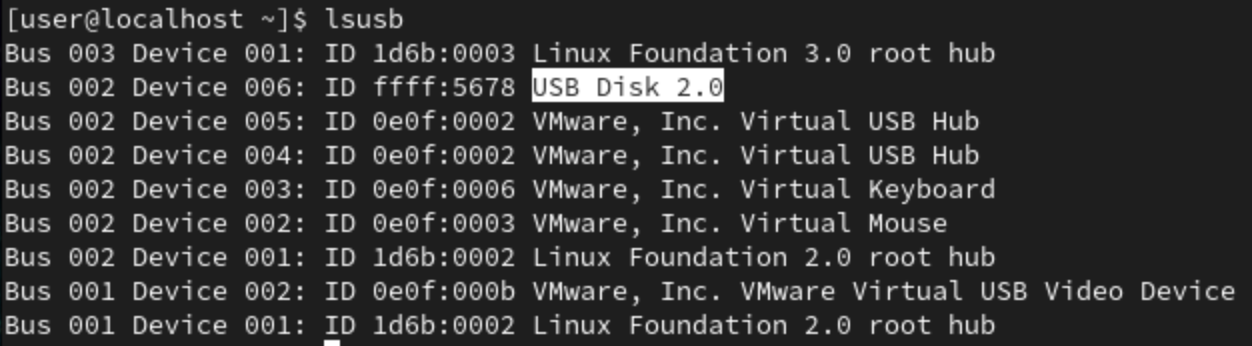 [user@localhost ~]$ lsusb
Bus 003 Device 001: ID 1d6b:0003 Linux Foundation 3.0 root hub
Bus 002 Device 006: ID ffff:5678 USB Disk 2.0
Bus 002 Device 005: ID 0e0f:0002 VMware, Inc. Virtual USB Hub
Bus 002 Device 004: ID 0e0f:0002 VMware, Inc. Virtual USB Hub
Bus 002 Device 003: ID 0e0f:0006 VMware, Inc. Virtual Keyboard
Bus 002 Device 002: ID 0e0f:0003 VMware, Inc. Virtual Mouse
Bus 002 Device 001: ID 1d6b:0002 Linux Foundation 2.0 root hub
Bus 001 Device 002: ID 0e0f:000b VMware, Inc. VMware Virtual USB Video Device
Bus 001 Device 001: ID 1d6b:0002 Linux Foundation 2.0 root hub